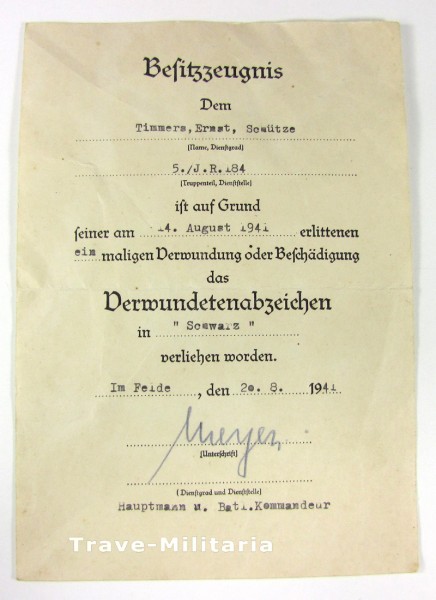 Besitzzeugnis
Dem
Timmers, Ernst, Schütze
(Name, Dienstgrad)
5./J.R.184
(Truppenteil, Dienststelle)
ist auf Grund
seiner am 14. August 1941 erlittenen
ein maligen Verwundung oder Beschädigung
das
Verwundetenabzeichen
in " Schwarz "
verliehen worden.
Im Felde, den 20. 8. 1941
Meyer
(Unterschrift)
(Dienstgrad und Dienststelle)
Hauptmann u. Batl.Kommandeur
Trave-Militaria